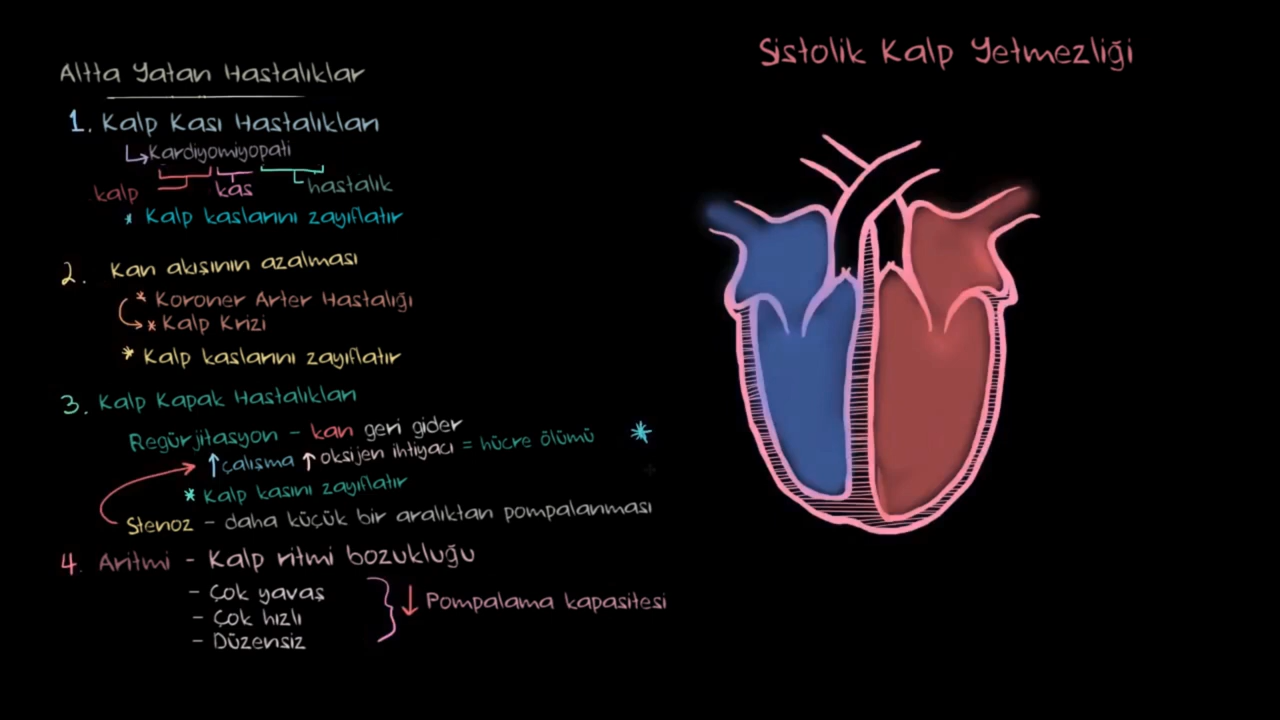 Sistolik Kalp Yetmezliği
Altta Yatan Hastalıklar
1. Kalp Kası Hastalıkları
Kardiyomiyopati
kalp kas hastalık
* Kalp kaslarını zayıflatır
2. Kan akışının azalması
* Koroner Arter Hastalığı
* Kalp Krizi
* Kalp kaslarını zayıflatır
3. Kalp Kapak Hastalıkları
Regürjitasyon - kan geri gider
↑ çalışma ↑ oksijen ihtiyacı = hücre ölümü *
* Kalp kasını zayıflatır
Stenoz - daha küçük bir aralıktan pompalanması
4. Aritmi - Kalp ritmi bozukluğu
- Çok yavaş
- Çok hızlı
- Düzensiz
↓ Pompalama kapasitesi